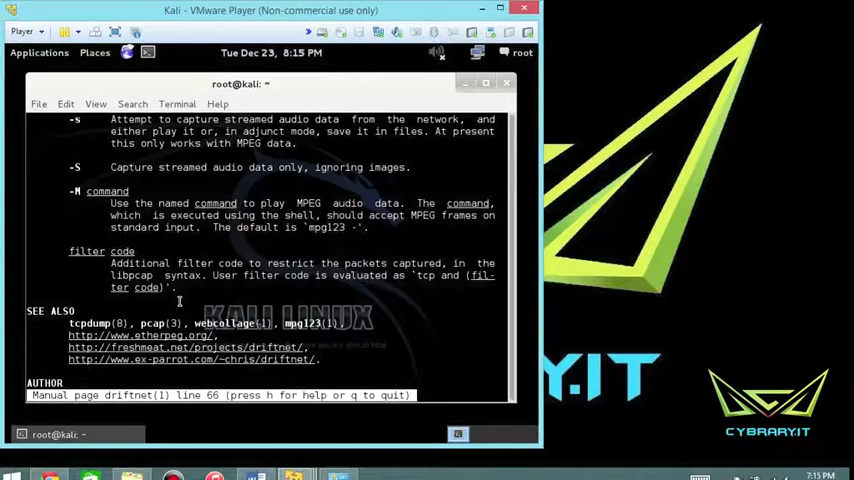 Kali - VMware Player (Non-commercial use only)
Player
Applications Places Tue Dec 23, 8:15 PM root
root@kali: ~
File Edit View Search Terminal Help
-s Attempt to capture streamed audio data from the network, and
either play it or, in adjunct mode, save it in files. At present
this only works with MPEG data.
-S Capture streamed audio data only, ignoring images.
-M command
Use the named command to play MPEG audio data. The command,
which is executed using the shell, should accept MPEG frames on
standard input. The default is `mpg123 -'.
filter code
Additional filter code to restrict the packets captured, in the
libpcap syntax. User filter code is evaluated as `tcp and (fil-
ter code)'.
KALI LINUX
SEE ALSO
tcpdump(8), pcap(3), webcollage(1), mpg123(1),
http://www.etherpeg.org/,
http://freshmeat.net/projects/driftnet/,
http://www.ex-parrot.com/~chris/driftnet/.
AUTHOR
Manual page driftnet(1) line 66 (press h for help or q to quit)
root@kali: ~
Y.IT
CYBRARY.IT
7:15 PM